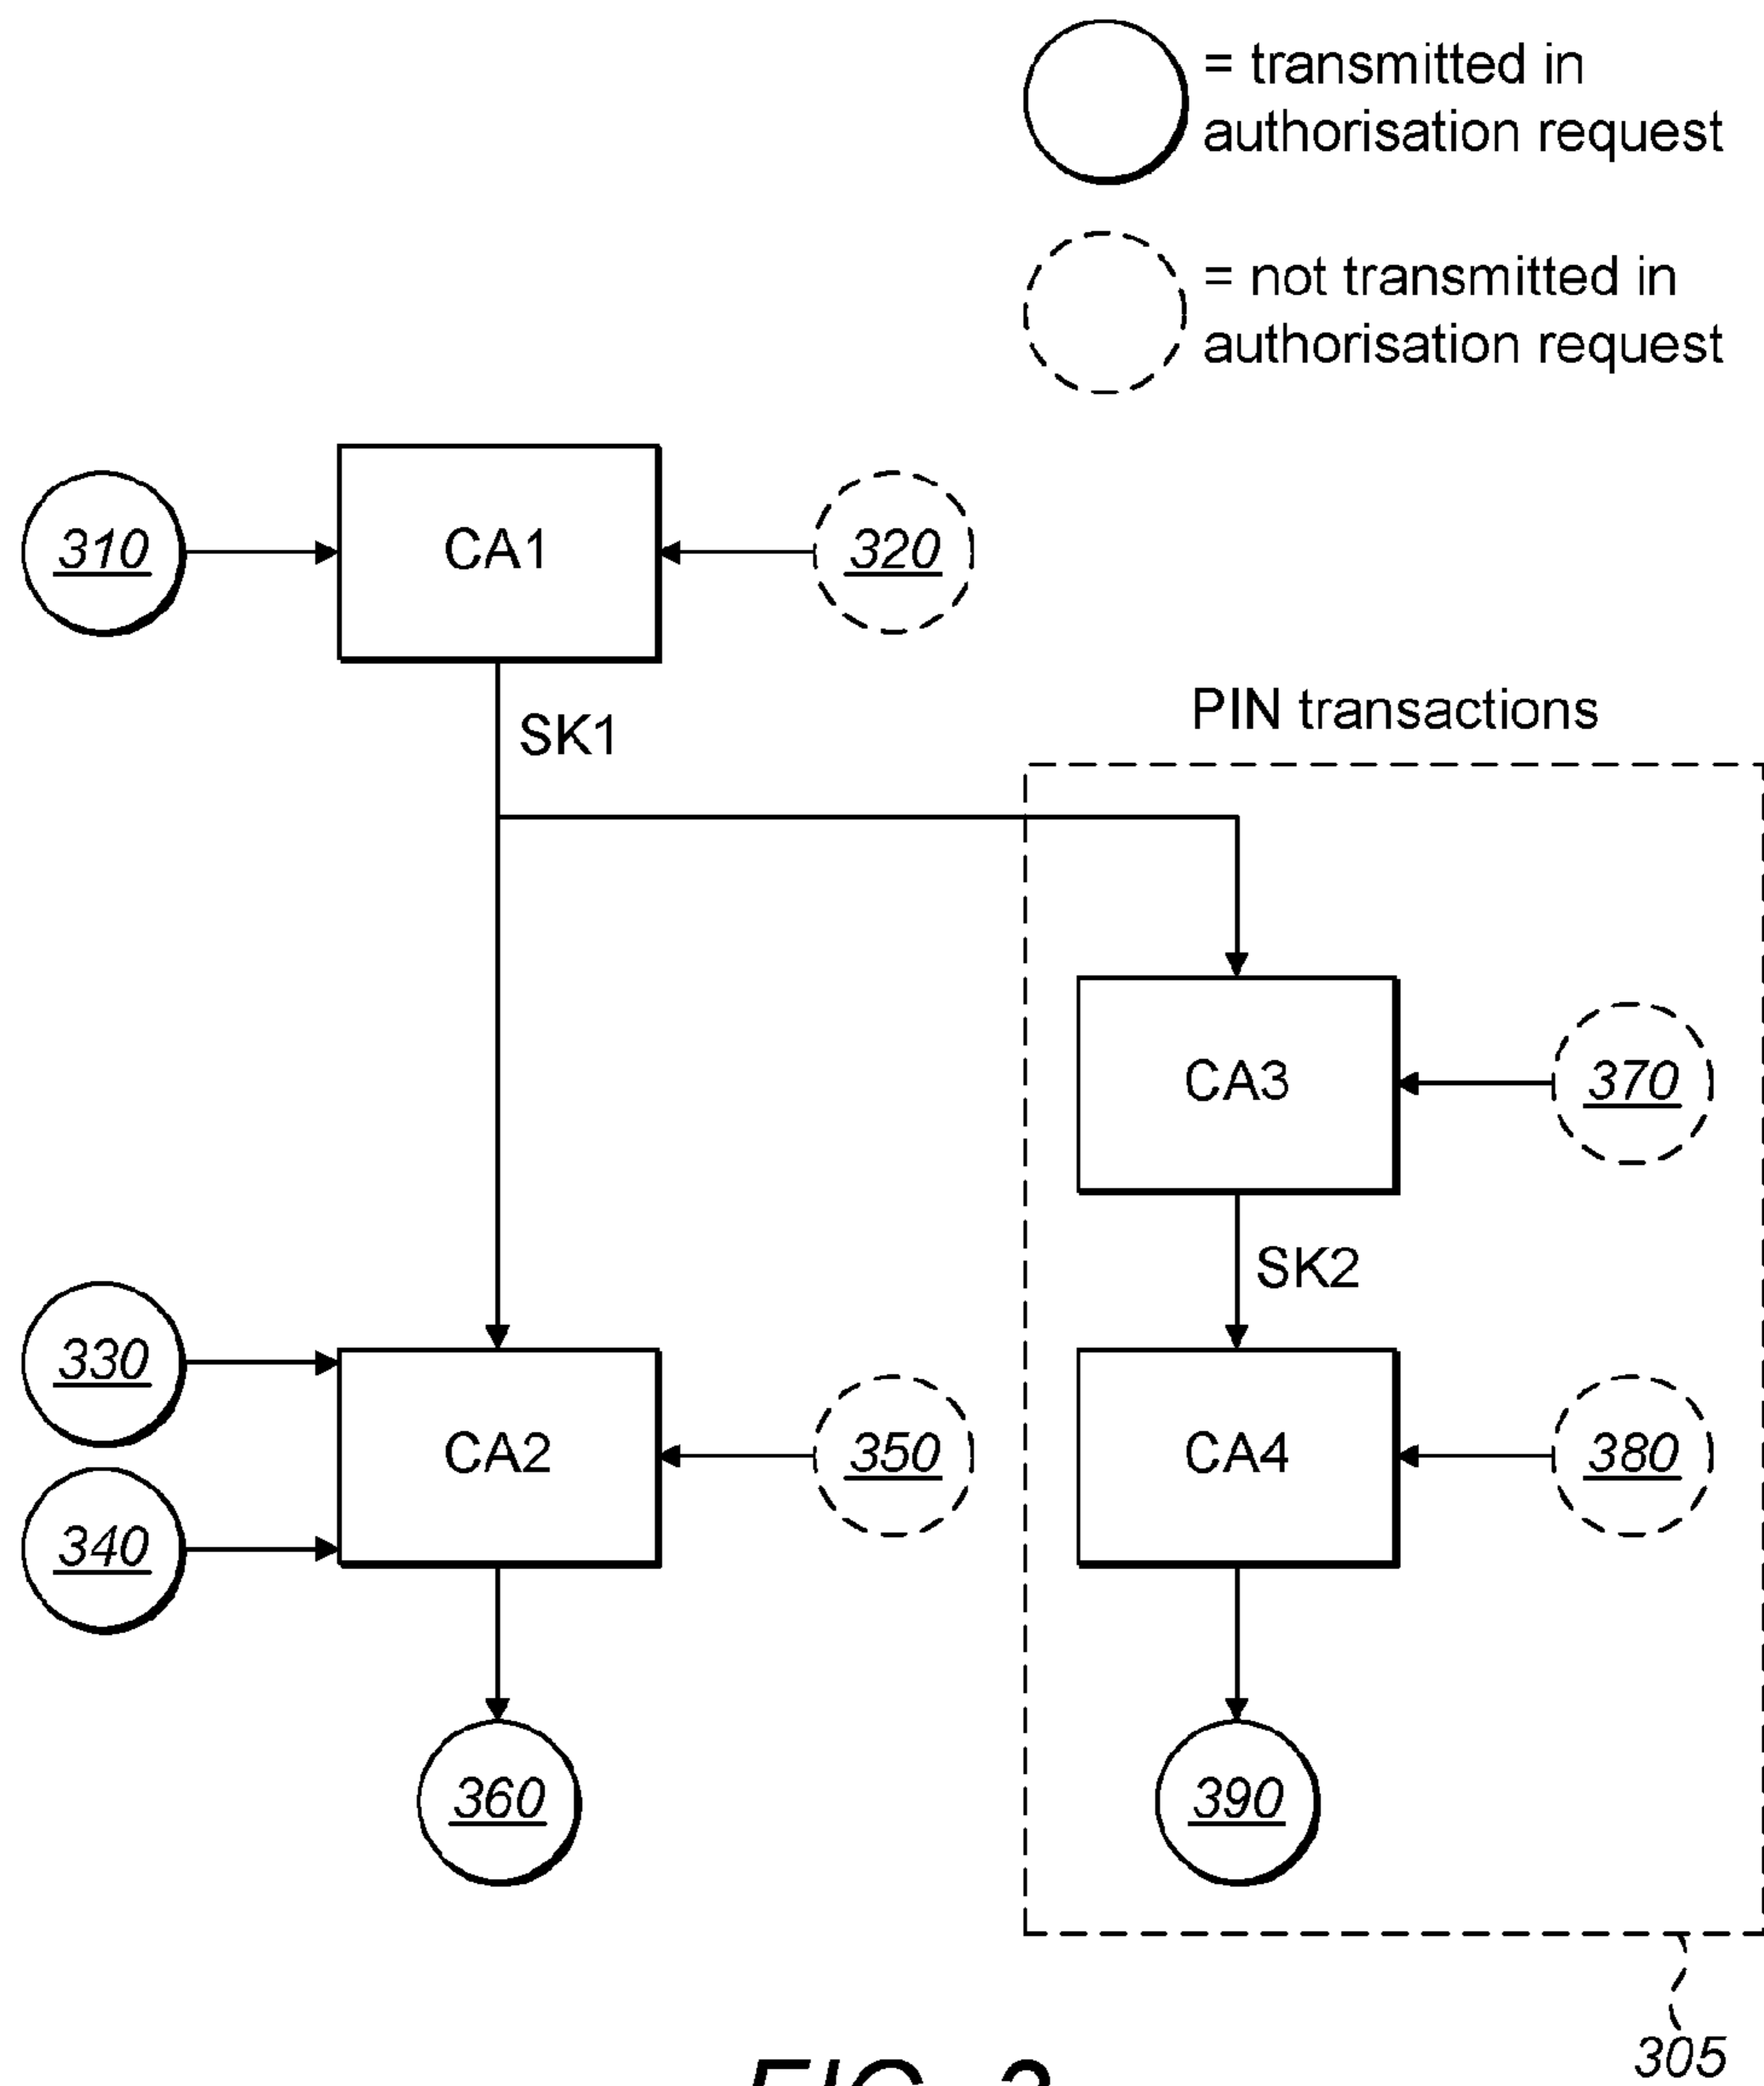 = transmitted in
authorisation request
= not transmitted in
authorisation request
310
CA1
320
SK1
PIN transactions
CA3
370
SK2
330
340
CA2
350
CA4
380
360
390
305